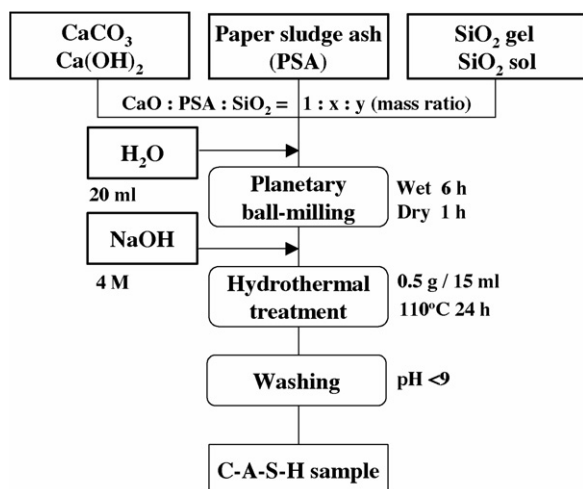 CaCO₃
Ca(OH)₂
Paper sludge ash
(PSA)
SiO₂ gel
SiO₂ sol
CaO : PSA : SiO₂ = 1 : x : y (mass ratio)
H₂O
20 ml
Planetary
ball-milling
Wet 6 h
Dry 1 h
NaOH
4 M
Hydrothermal
treatment
0.5 g / 15 ml
110ºC 24 h
Washing
pH <9
C-A-S-H sample